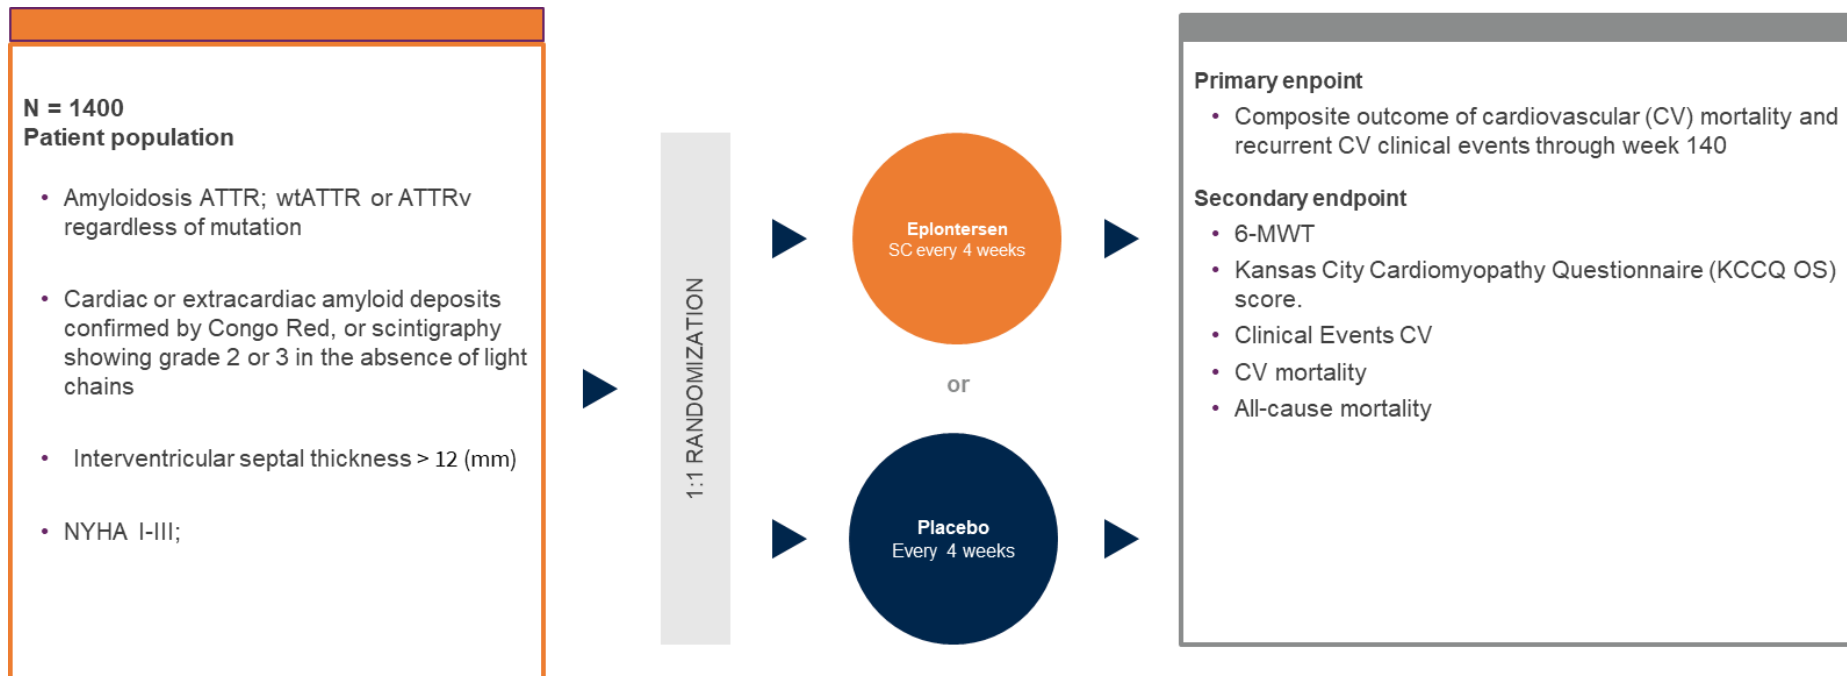 N = 1400
Patient population
• Amyloidosis ATTR; wtATTR or ATTRv
regardless of mutation
• Cardiac or extracardiac amyloid deposits
confirmed by Congo Red, or scintigraphy
showing grade 2 or 3 in the absence of light
chains
• Interventricular septal thickness > 12 (mm)
• NYHA I-III;
1:1 RANDOMIZATION
Eplontersen
SC every 4 weeks
or
Placebo
Every 4 weeks
Primary enpoint
• Composite outcome of cardiovascular (CV) mortality and
recurrent CV clinical events through week 140
Secondary endpoint
• 6-MWT
• Kansas City Cardiomyopathy Questionnaire (KCCQ OS)
score.
• Clinical Events CV
• CV mortality
• All-cause mortality